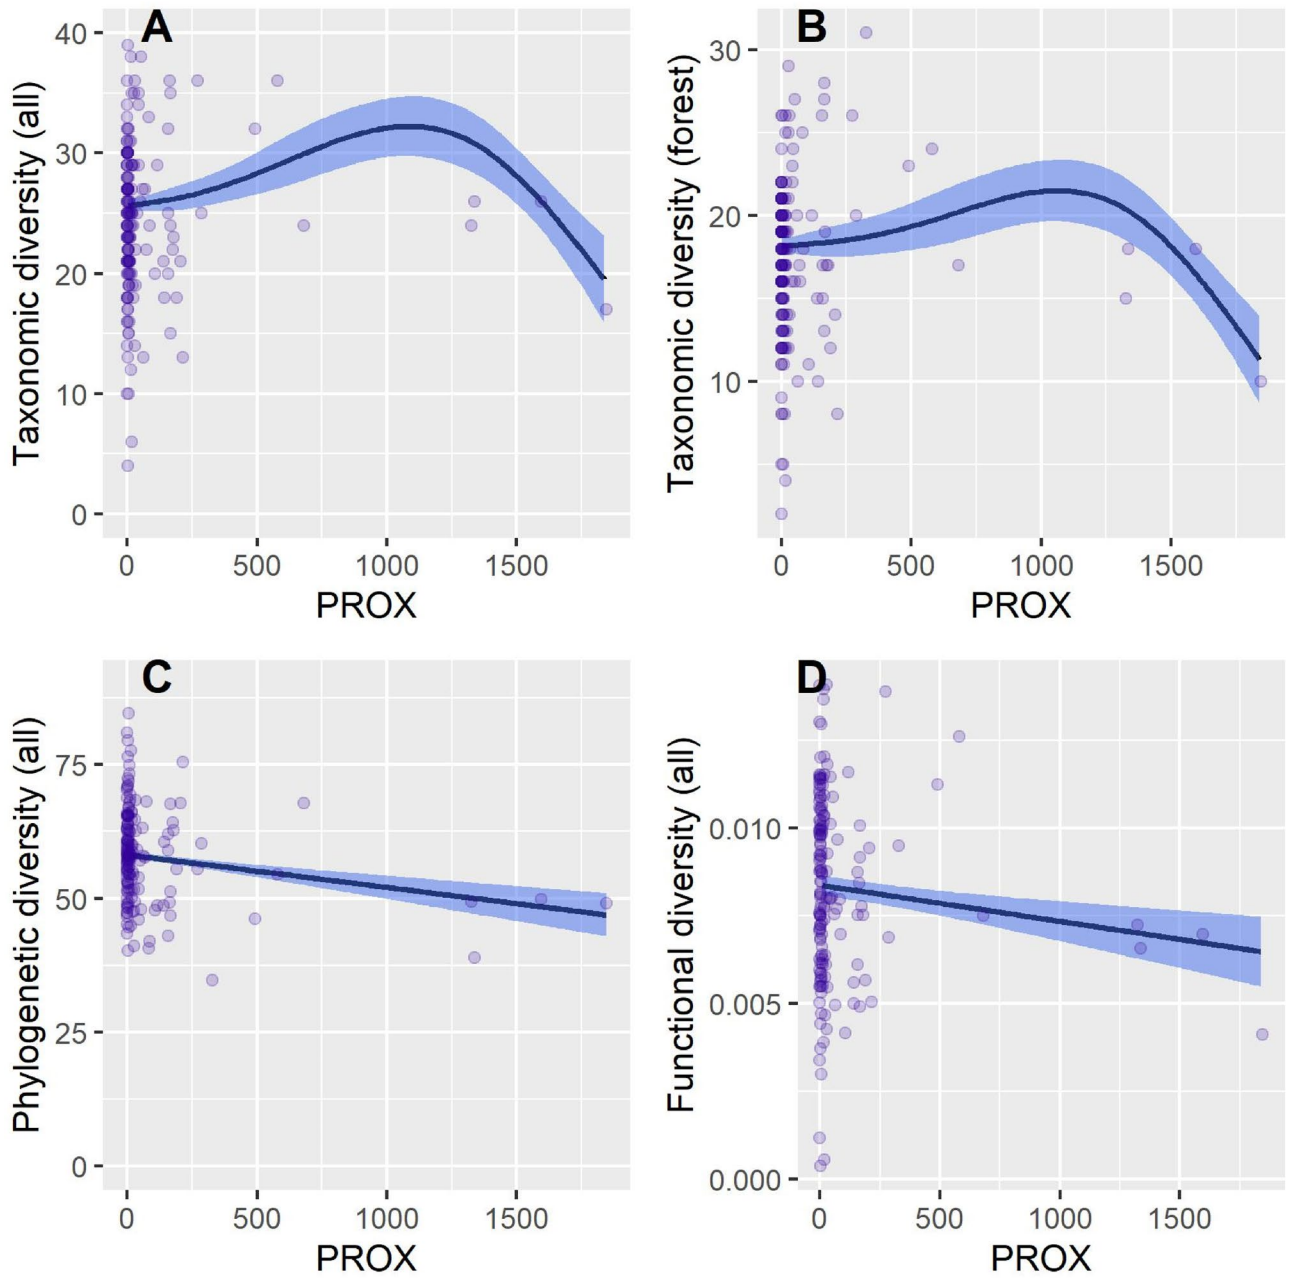 A
Taxonomic diversity (all)
40
30
20
10
0
0 500 1000 1500
PROX
B
Taxonomic diversity (forest)
30
20
10
0 500 1000 1500
PROX
C
Phylogenetic diversity (all)
75
50
25
0
0 500 1000 1500
PROX
D
Functional diversity (all)
0.010
0.005
0.000
0 500 1000 1500
PROX